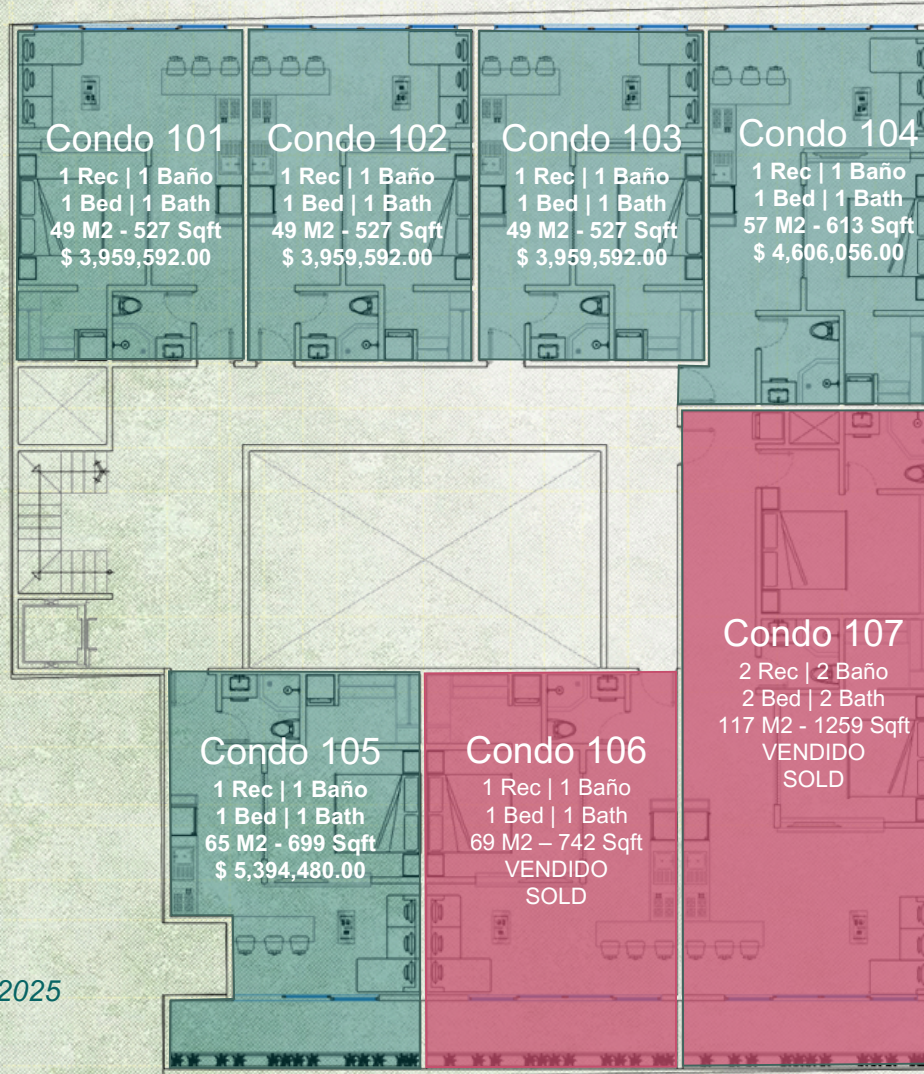 Condo 101
1 Rec | 1 Baño
1 Bed | 1 Bath
49 M2 - 527 Sqft
$ 3,959,592.00
Condo 102
1 Rec | 1 Baño
1 Bed | 1 Bath
49 M2 - 527 Sqft
$ 3,959,592.00
Condo 103
1 Rec | 1 Baño
1 Bed | 1 Bath
49 M2 - 527 Sqft
$ 3,959,592.00
Condo 104
1 Rec | 1 Baño
1 Bed | 1 Bath
57 M2 - 613 Sqft
$ 4,606,056.00
Condo 105
1 Rec | 1 Baño
1 Bed | 1 Bath
65 M2 - 699 Sqft
$ 5,394,480.00
Condo 106
1 Rec | 1 Baño
1 Bed | 1 Bath
69 M2 – 742 Sqft
VENDIDO
SOLD
Condo 107
2 Rec | 2 Baño
2 Bed | 2 Bath
117 M2 - 1259 Sqft
VENDIDO
SOLD
2025